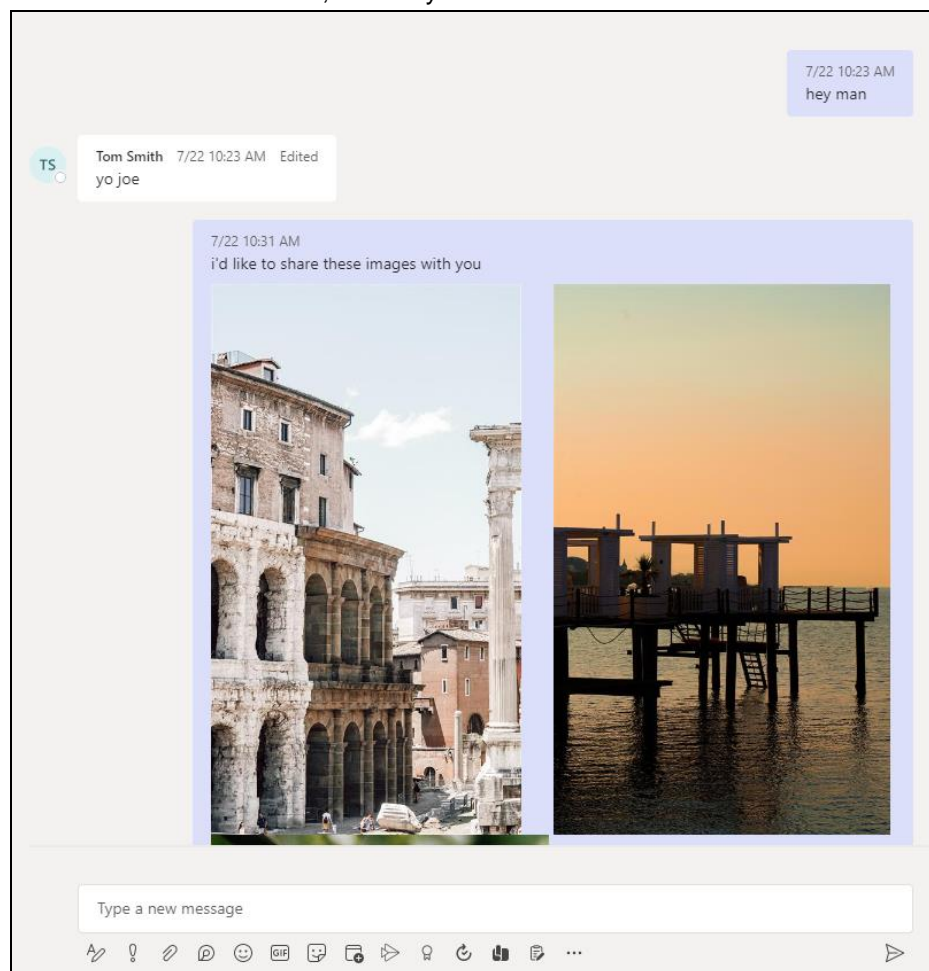 7/22 10:23 AM
hey man
TS
Tom Smith 7/22 10:23 AM Edited
yo joe
7/22 10:31 AM
i'd like to share these images with you
Type a new message
GIF